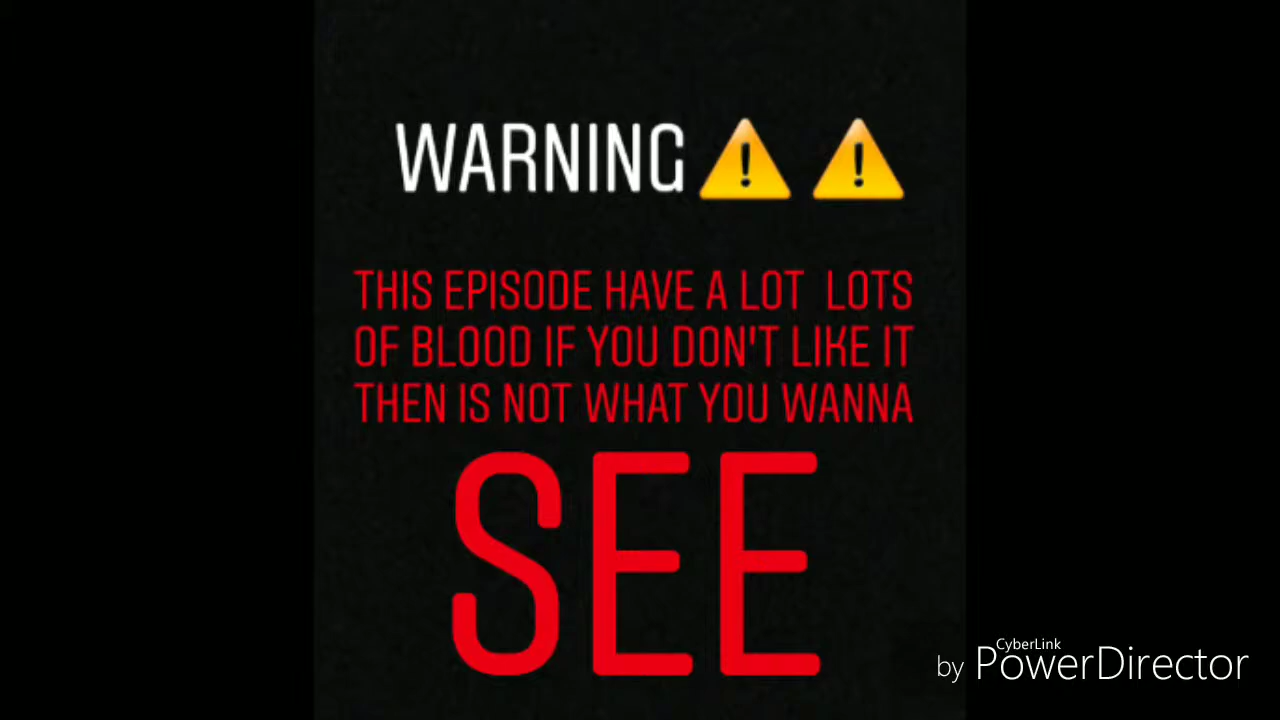 WARNING⚠️⚠️
THIS EPISODE HAVE A LOT LOTS
OF BLOOD IF YOU DON'T LIKE IT
THEN IS NOT WHAT YOU WANNA
SEE
CyberLink
by PowerDirector